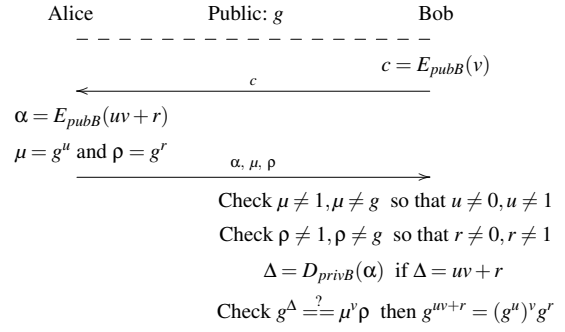 Alice Public: g Bob
c = E_{pubB}(v)
c
α = E_{pubB}(uv + r)
μ = g^u and ρ = g^r
α, μ, ρ
Check μ ≠ 1, μ ≠ g so that u ≠ 0, u ≠ 1
Check ρ ≠ 1, ρ ≠ g so that r ≠ 0, r ≠ 1
Δ = D_{privB}(α) if Δ = uv + r
Check g^Δ ==^? μ^v ρ then g^{uv+r} = (g^u)^v g^r